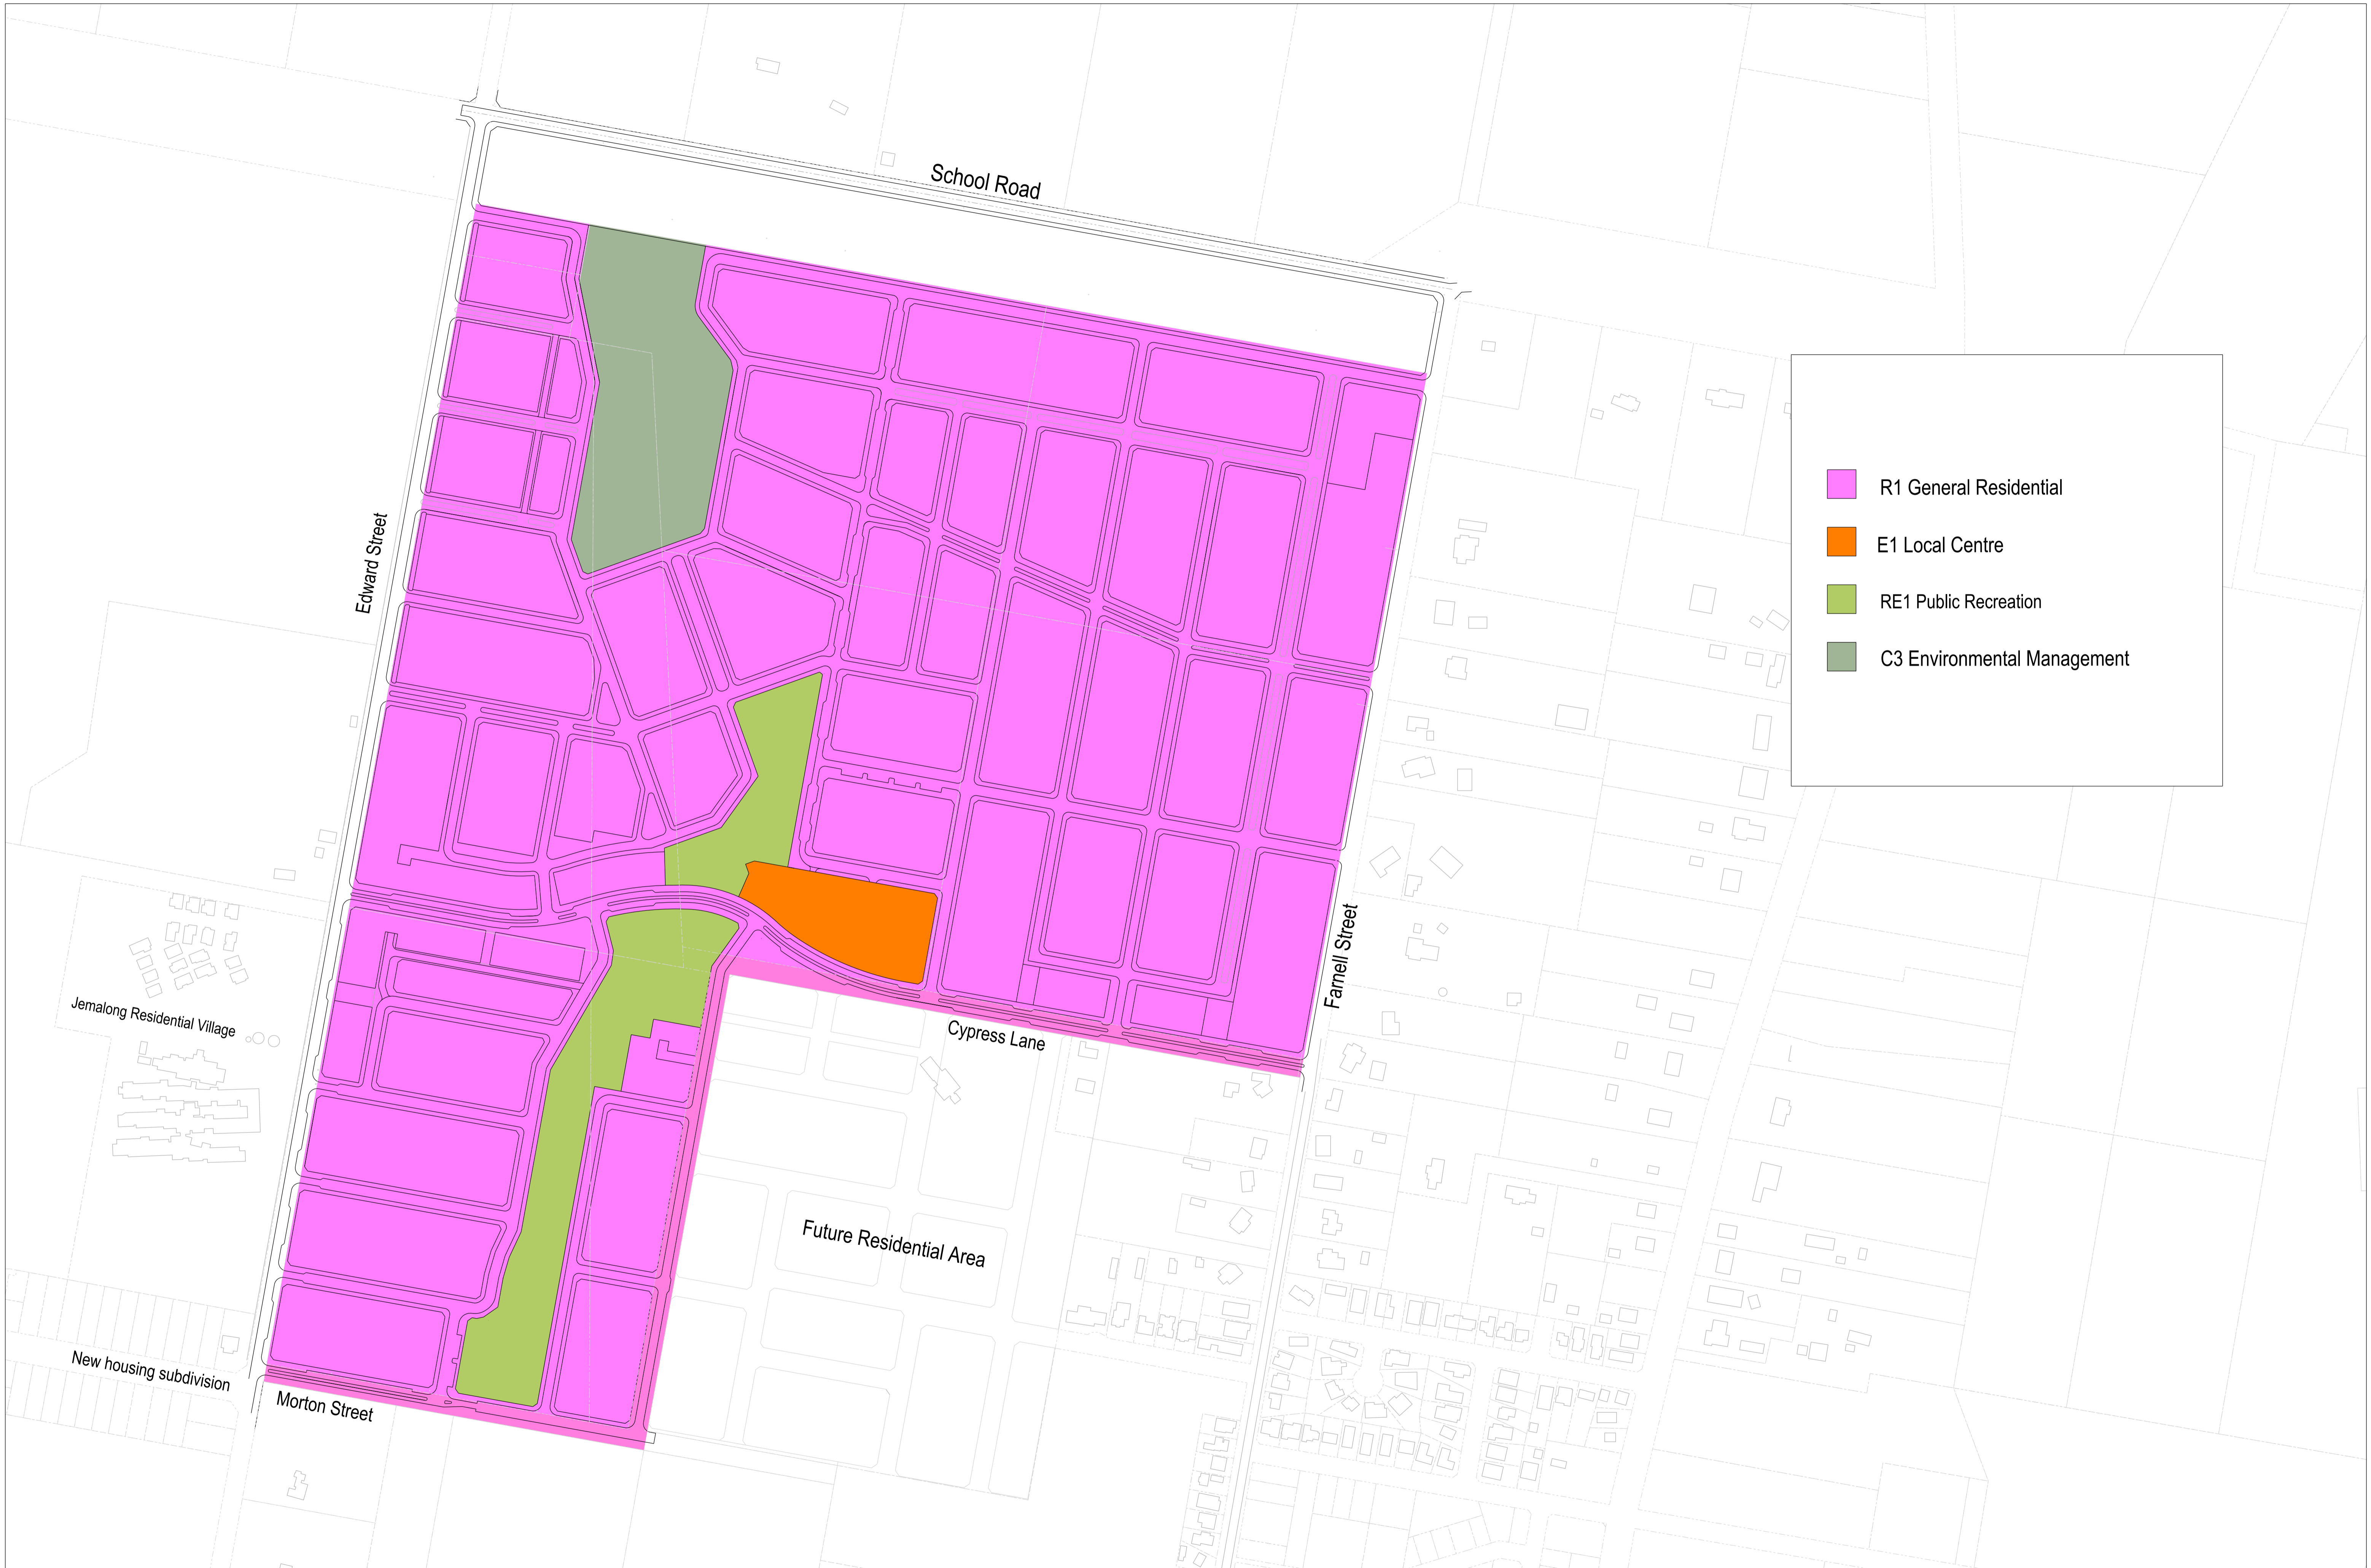 School Road
Edward Street
R1 General Residential
E1 Local Centre
RE1 Public Recreation
C3 Environmental Management
Farnell Street
Jemalong Residential Village
Cypress Lane
Future Residential Area
New housing subdivision
Morton Street